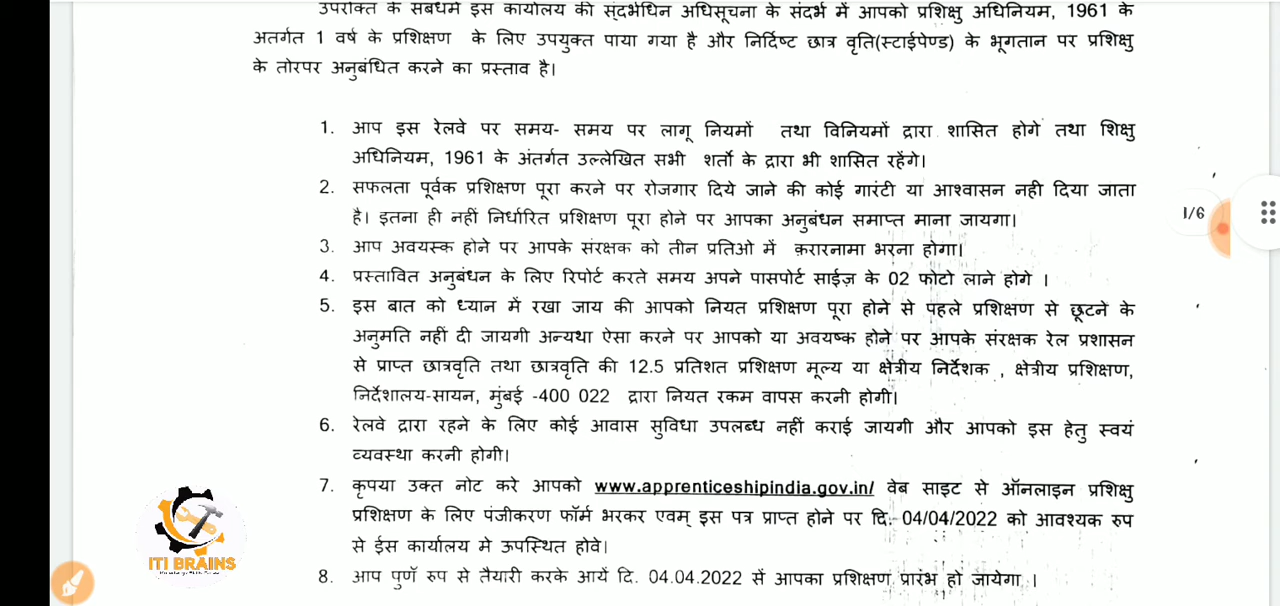 उपरोक्त के संबधमे इस कार्यालय की संदर्भधिन अधिसूचना के संदर्भ में आपको प्रशिक्षु अधिनियम, 1961 के
अतर्गत 1 वर्ष के प्रशिक्षण के लिए उपयुक्त पाया गया है और निर्दिष्ट छात्र वृति(स्टाईपेण्ड) के भूगतान पर प्रशिक्षु
के तोरपर अनुबंधित करने का प्रस्ताव है।
1. आप इस रेलवे पर समय- समय पर लागू नियमों तथा विनियमों द्रारा शासित होगे तथा शिक्षु
अधिनियम, 1961 के अंतर्गत उल्लेखित सभी शर्तो के द्रारा भी शासित रहेंगे।
2. सफलता पूर्वक प्रशिक्षण पूरा करने पर रोजगार दिये जाने की कोई गारंटी या आश्वासन नही दिया जाता
है। इतना ही नहीं निर्धारित प्रशिक्षण पूरा होने पर आपका अनुबंधन समाप्त माना जायगा।
3. आप अवयस्क होने पर आपके संरक्षक को तीन प्रतिओ में क़रारनामा भरना होगा।
4. प्रस्तावित अनुबंधन के लिए रिपोर्ट करते समय अपने पासपोर्ट साईज़ के 02 फोटो लाने होगे ।
1/6
5. इस बात को ध्यान में रखा जाय की आपको नियत प्रशिक्षण पूरा होने से पहले प्रशिक्षण से छूटने के
अनुमति नहीं दी जायगी अन्यथा ऐसा करने पर आपको या अवयष्क होने पर आपके संरक्षक रेल प्रशासन
से प्राप्त छात्रवृति तथा छात्रवृति की 12.5 प्रतिशत प्रशिक्षण मूल्य या क्षेत्रीय निर्देशक , क्षेत्रीय प्रशिक्षण,
निर्देशालय-सायन, मुंबई -400 022 द्रारा नियत रकम वापस करनी होगी।
6. रेलवे द्रारा रहने के लिए कोई आवास सुविधा उपलब्ध नहीं कराई जायगी और आपको इस हेतु स्वयं
व्यवस्था करनी होगी।
7. कृपया उक्त नोट करे आपको www.apprenticeshipindia.gov.in/ वेब साइट से ऑनलाइन प्रशिक्षु
प्रशिक्षण के लिए पंजीकरण फॉर्म भरकर एवम् इस पत्र प्राप्त होने पर दि. 04/04/2022 को आवश्यक रुप
से ईस कार्यालय मे ऊपस्थित होवे।
8. आप पुर्ण रुप से तैयारी करके आयें दि. 04.04.2022 सें आपका प्रशिक्षण प्रारंभ हो जायेगा ।
ITI BRAINS